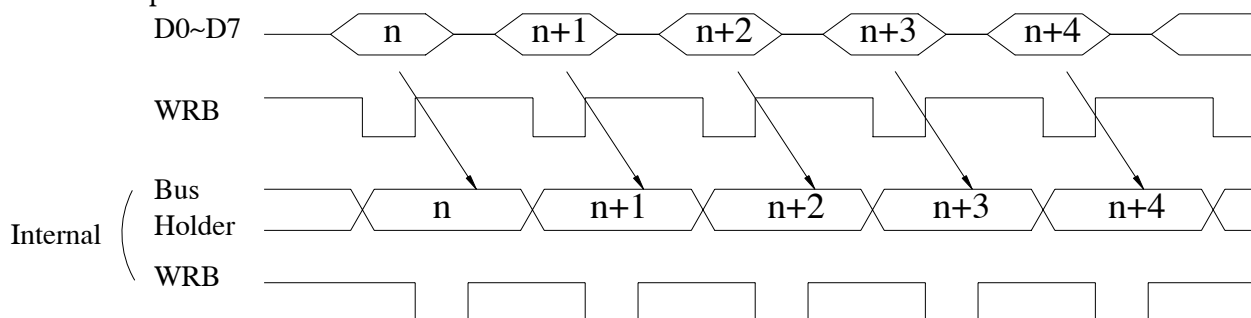 D0~D7 n n+1 n+2 n+3 n+4
WRB
Bus
Holder
n n+1 n+2 n+3 n+4
Internal
WRB